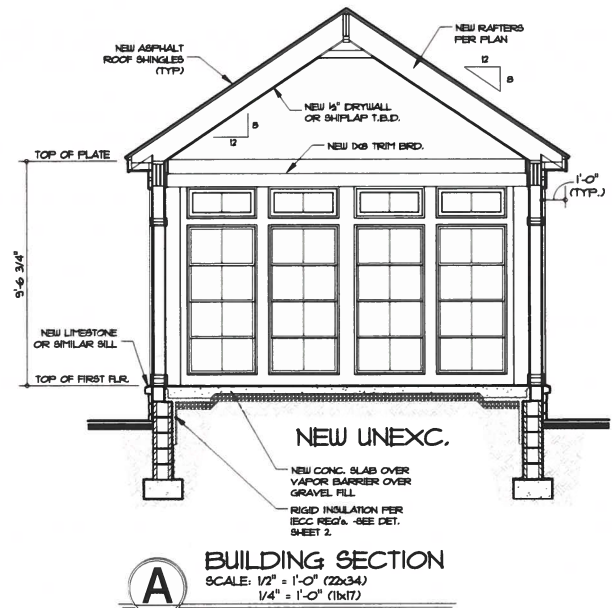 NEW RAFTERS
PER PLAN
NEW ASPHALT
ROOF SHINGLES
(TYP)
12
8
NEW ½" DRYWALL
OR SHIPLAP T.B.D.
8
12
NEW 1X8 TRIM BRD.
TOP OF PLATE
1'-0"
(TYP.)
9'-6 3/4"
NEW LIMESTONE
OR SIMILAR SILL
TOP OF FIRST FLR.
NEW UNEXC.
NEW CONC. SLAB OVER
VAPOR BARRIER OVER
GRAVEL FILL
RIGID INSULATION PER
IECC REQ's. -SEE DET.
SHEET 2.
A
BUILDING SECTION
SCALE: 1/2" = 1'-0" (22x34)
1/4" = 1'-0" (11x17)